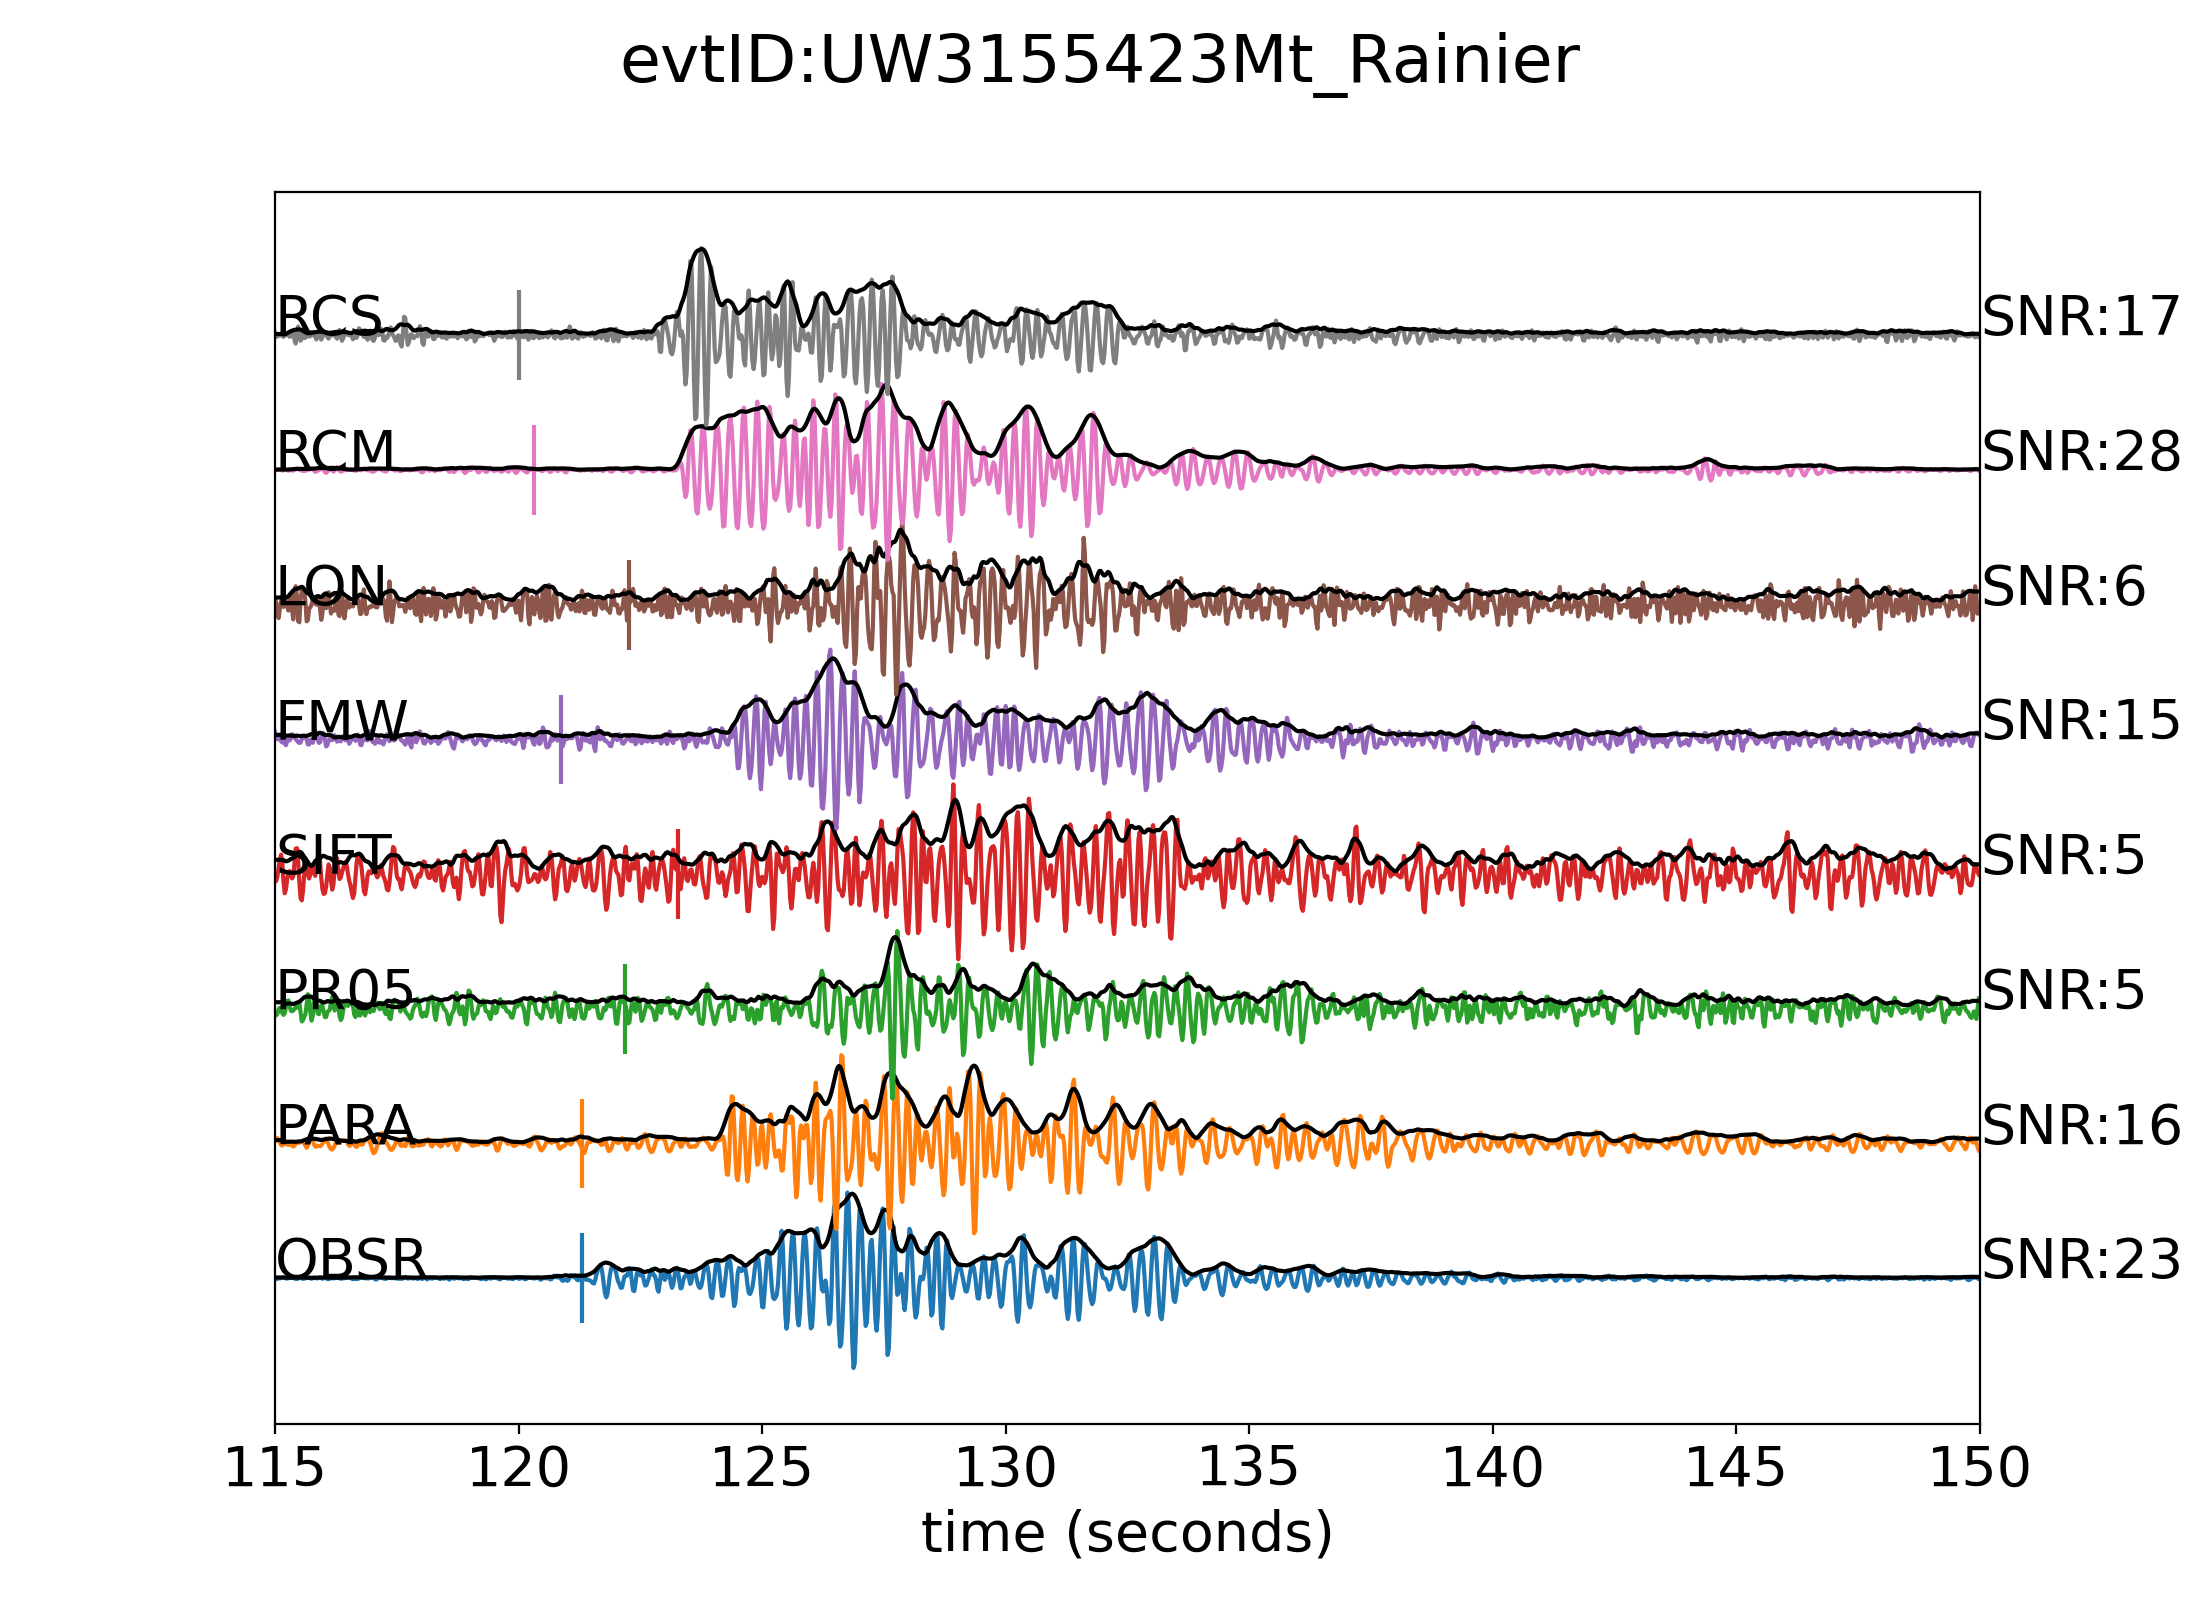 evtID:UW3155423Mt_Rainier
RCS SNR:17
RCM SNR:28
LON SNR:6
FMW SNR:15
SIFT SNR:5
PR05 SNR:5
PARA SNR:16
OBSR SNR:23
115 120 125 130 135 140 145 150
time (seconds)